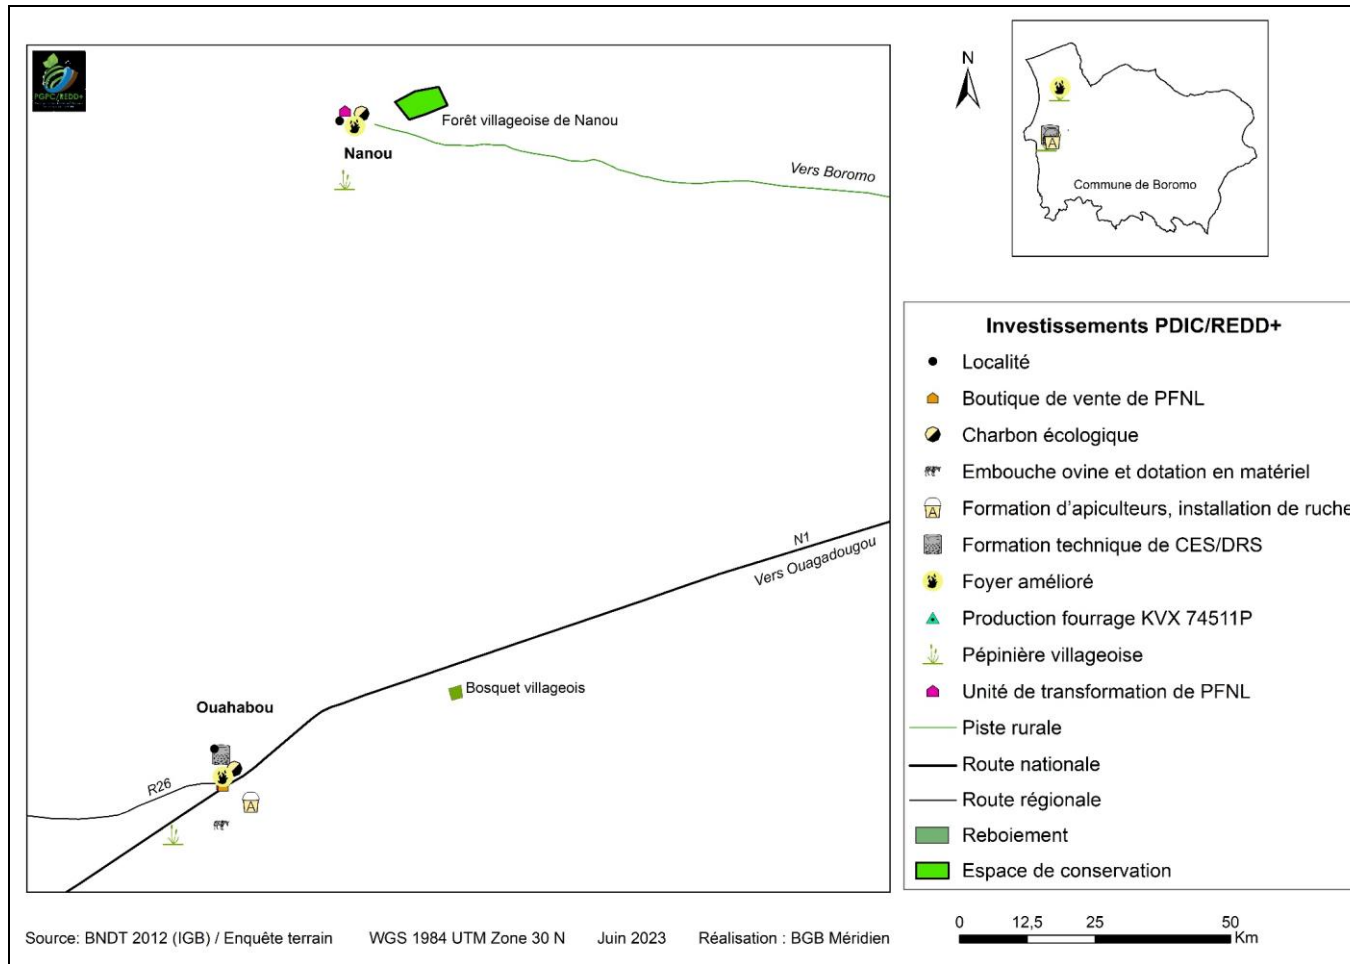 PGPC/REDD+
Forêt villageoise de Nanou
Nanou
Vers Boromo
N1
Vers Ouagadougou
Bosquet villageois
Ouahabou
R26
A
N
A
Commune de Boromo
Investissements PDIC/REDD+
Localité
Boutique de vente de PFNL
Charbon écologique
Embouche ovine et dotation en matériel
A
Formation d'apiculteurs, installation de ruche
Formation technique de CES/DRS
Foyer amélioré
Production fourrage KVX 74511P
Pépinière villageoise
Unité de transformation de PFNL
Piste rurale
Route nationale
Route régionale
Reboiement
Espace de conservation
Source: BNDT 2012 (IGB) / Enquête terrain WGS 1984 UTM Zone 30 N Juin 2023 Réalisation : BGB Méridien
0 12,5 25 50
Km